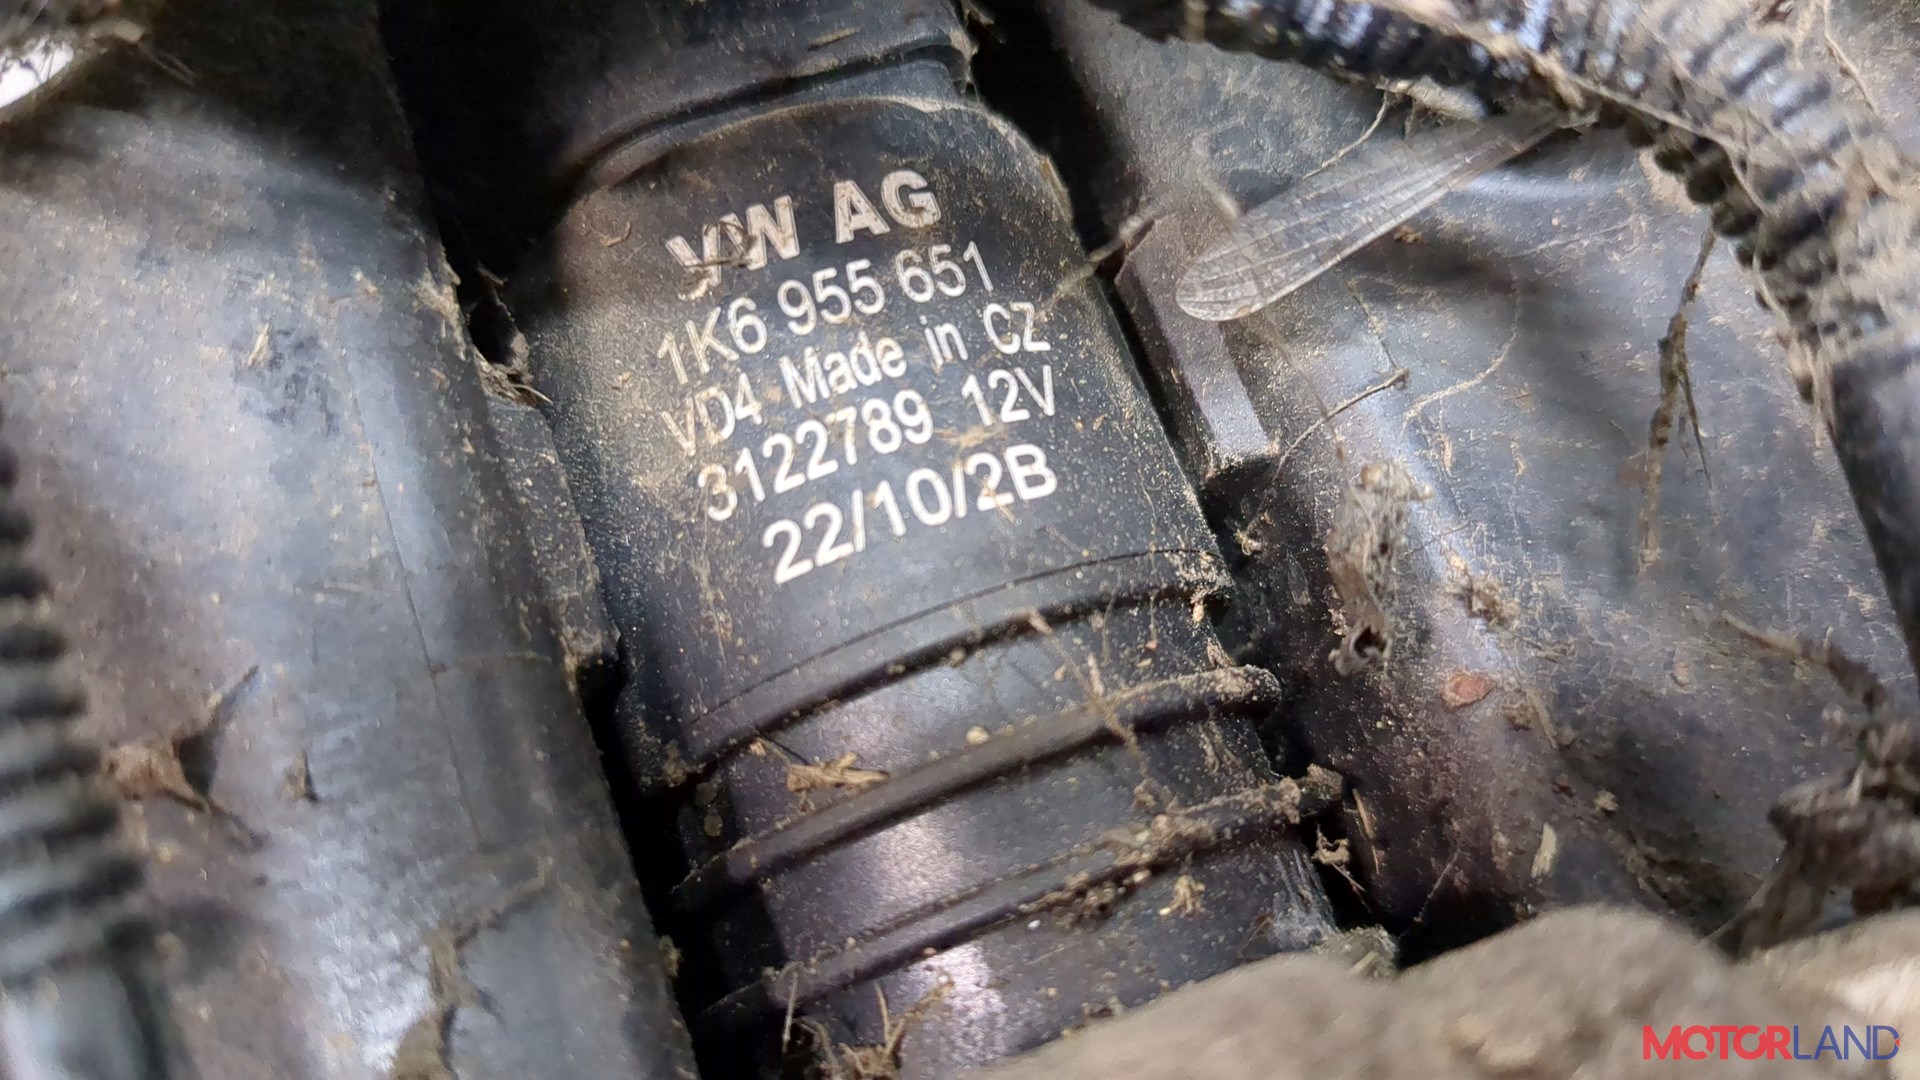 VW AG
1K6 955 651
VD4 Made in CZ
3122789 12V
22/10/2B
MOTORLAND